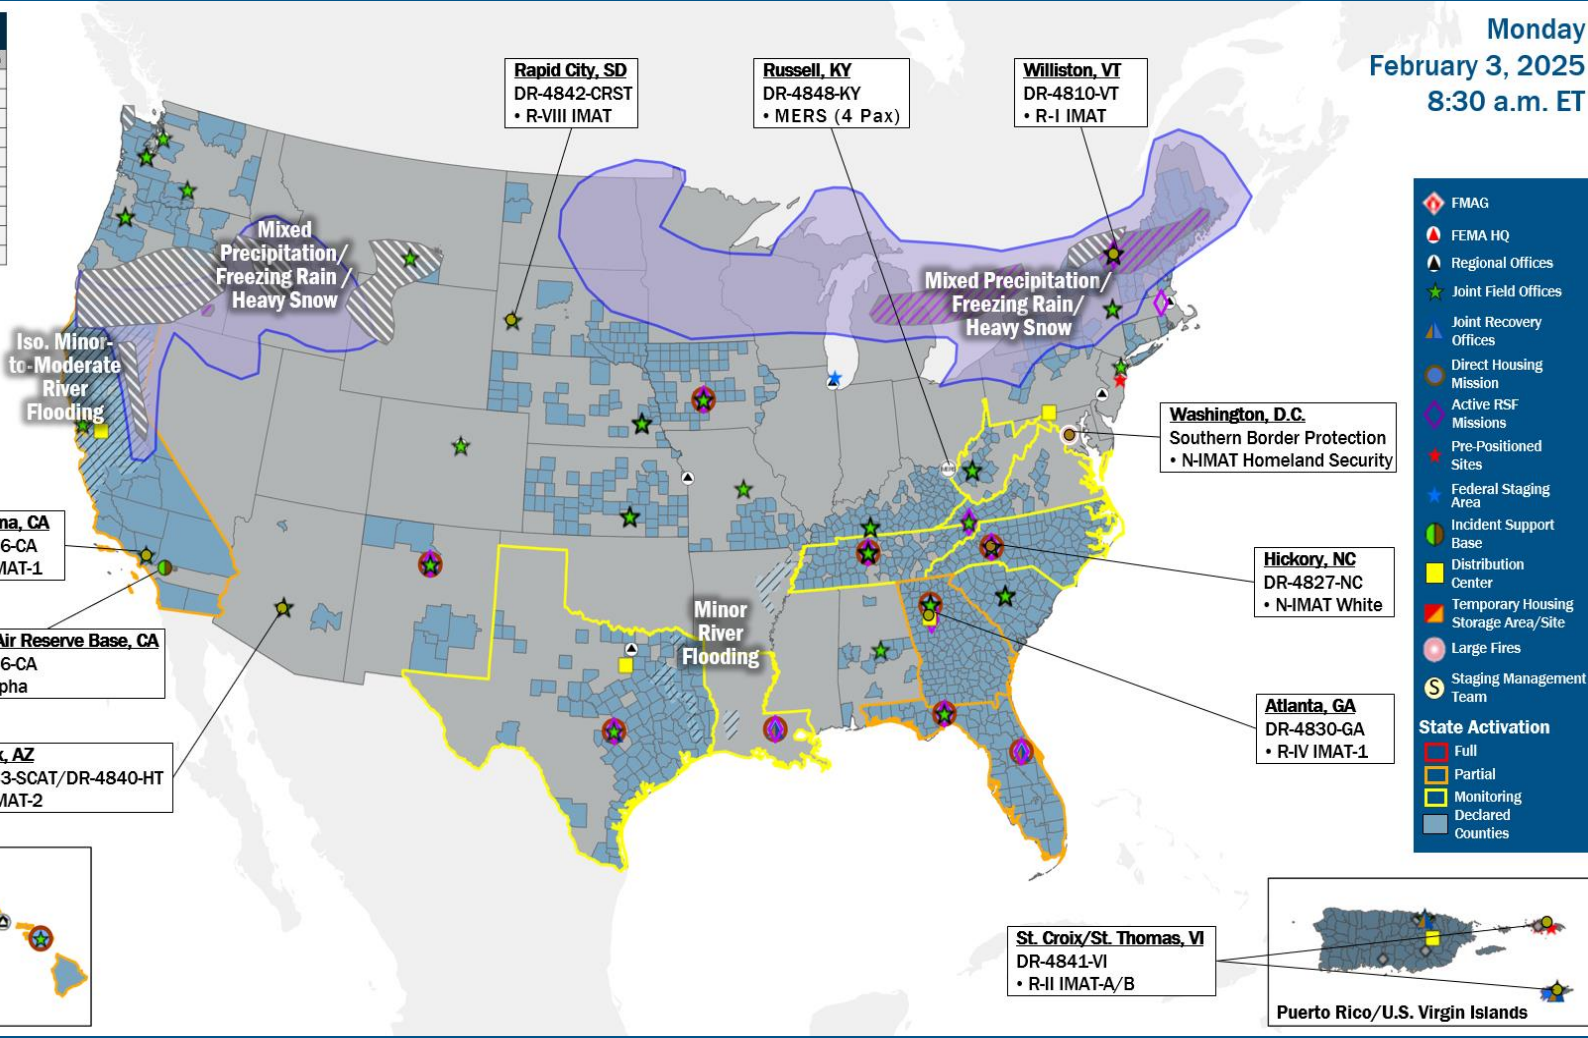 Monday
February 3, 2025
8:30 a.m. ET
Rapid City, SD
DR-4842-CRST
• R-VIII IMAT
Russell, KY
DR-4848-KY
• MERS (4 Pax)
Williston, VT
DR-4810-VT
• R-I IMAT
Mixed
Precipitation/
Freezing Rain /
Heavy Snow
Mixed Precipitation/
Freezing Rain/
Heavy Snow
Iso. Minor-
to-Moderate
River
Flooding
Washington, D.C.
Southern Border Protection
• N-IMAT Homeland Security
na, CA
6-CA
MAT-1
Hickory, NC
DR-4827-NC
• N-IMAT White
Minor
River
Flooding
Air Reserve Base, CA
6-CA
pha
Atlanta, GA
DR-4830-GA
• R-IV IMAT-1
, AZ
3-SCAT/DR-4840-HT
MAT-2
St. Croix/St. Thomas, VI
DR-4841-VI
• R-II IMAT-A/B
Puerto Rico/U.S. Virgin Islands
FMAG
FEMA HQ
Regional Offices
Joint Field Offices
Joint Recovery
Offices
Direct Housing
Mission
Active RSF
Missions
Pre-Positioned
Sites
Federal Staging
Area
Incident Support
Base
Distribution
Center
Temporary Housing
Storage Area/Site
Large Fires
S
Staging Management
Team
State Activation
Full
Partial
Monitoring
Declared
Counties